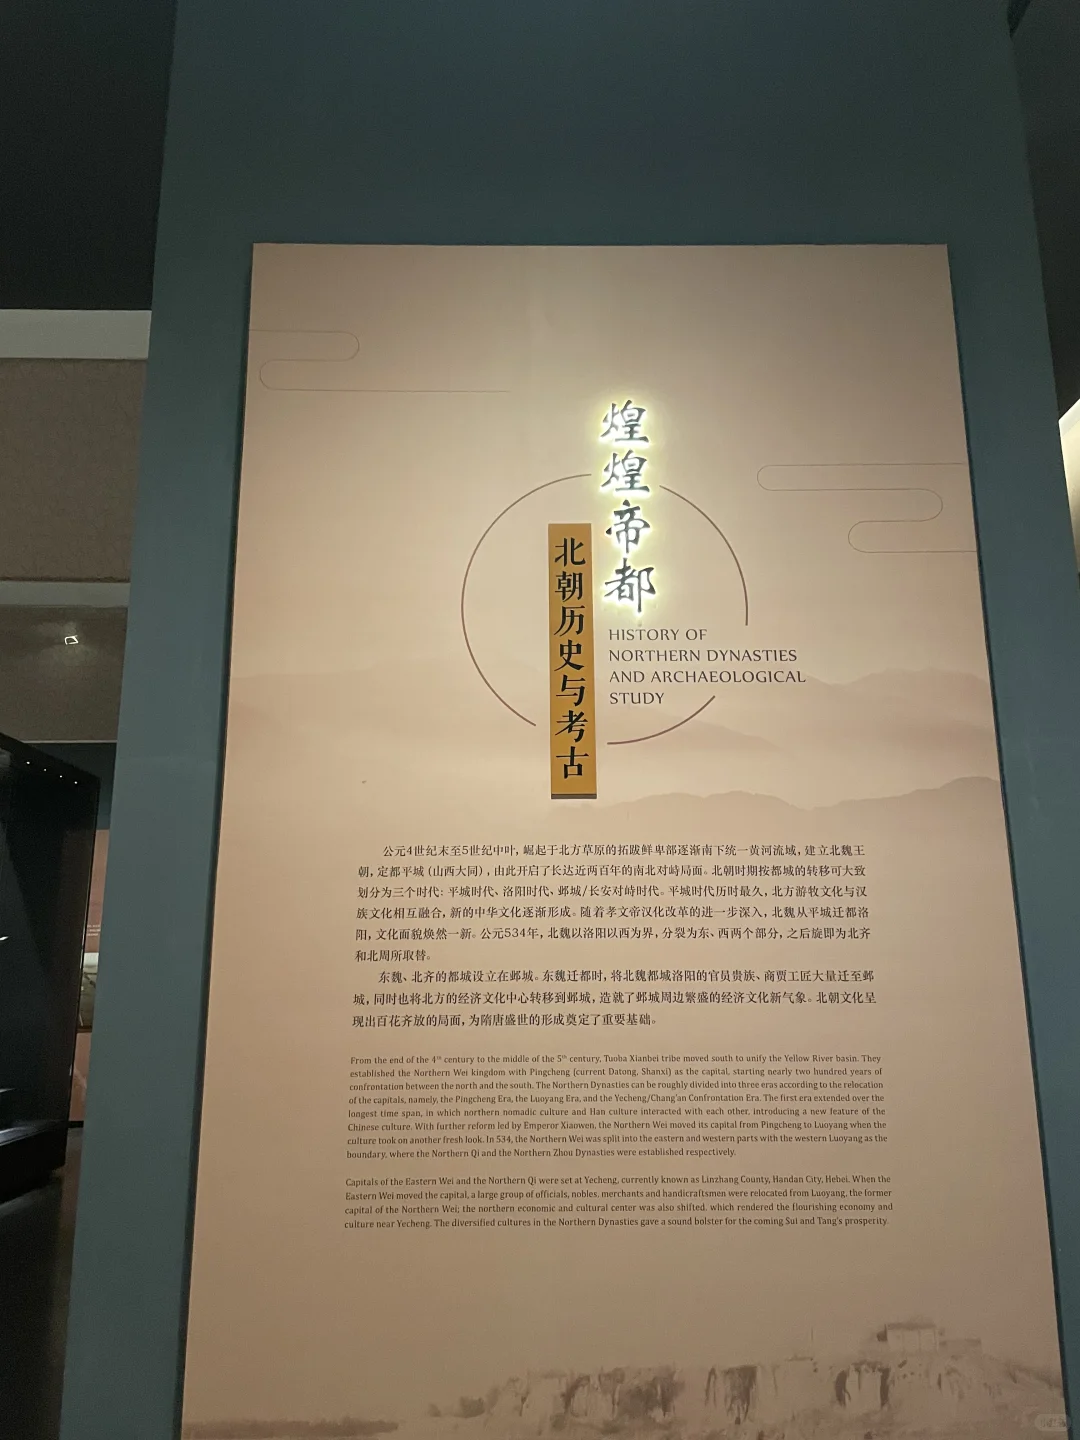 煌煌帝都
北朝历史与考古
HISTORY OF
NORTHERN DYNASTIES
AND ARCHAEOLOGICAL
STUDY
公元4世纪末至5世纪中叶，崛起于北方草原的拓跋鲜卑部逐渐南下统一黄河流域，建立北魏王
朝，定都平城（山西大同），由此开启了长达近两百年的南北对峙局面。北朝时期按都城的转移可大致
划分为三个时代：平城时代、洛阳时代、邺城/长安对峙时代。平城时代历时最久，北方游牧文化与汉
族文化相互融合，新的中华文化逐渐形成。随着孝文帝汉化改革的进一步深入，北魏从平城迁都洛
阳，文化面貌焕然一新。公元534年，北魏以洛阳以西为界，分裂为东、西两个部分，之后旋即为北齐
和北周所取替。
东魏、北齐的都城设立在邺城。东魏迁都时，将北魏都城洛阳的官员贵族、商贾工匠大量迁至邺
城，同时也将北方的经济文化中心转移到邺城，造就了邺城周边繁盛的经济文化新气象。北朝文化呈
现出百花齐放的局面，为隋唐盛世的形成奠定了重要基础。
From the end of the 4th century to the middle of the 5th century, Tuoba Xianbei tribe moved south to unify the Yellow River basin. They
established the Northern Wei kingdom with Pingcheng (current Datong, Shanxi) as the capital, starting nearly two hundred years of
confrontation between the north and the south. The Northern Dynasties can be roughly divided into three eras according to the relocation
of the capitals, namely, the Pingcheng Era, the Luoyang Era, and the Yecheng/Chang'an Confrontation Era. The first era extended over the
longest time span, in which northern nomadic culture and Han culture interacted with each other, introducing a new feature of the
Chinese culture. With further reform led by Emperor Xiaowen, the Northern Wei moved its capital from Pingcheng to Luoyang when the
culture took on another fresh look. In 534, the Northern Wei was split into the eastern and western parts with the western Luoyang as the
boundary, where the Northern Qi and the Northern Zhou Dynasties were established respectively.
Capitals of the Eastern Wei and the Northern Qi were set at Yecheng, currently known as Linzhang County, Handan City, Hebei. When the
Eastern Wei moved the capital, a large group of officials, nobles, merchants and handicraftsmen were relocated from Luoyang, the former
capital of the Northern Wei; the northern economic and cultural center was also shifted, which rendered the flourishing economy and
culture near Yecheng. The diversified cultures in the Northern Dynasties gave a sound bolster for the coming Sui and Tang's prosperity.